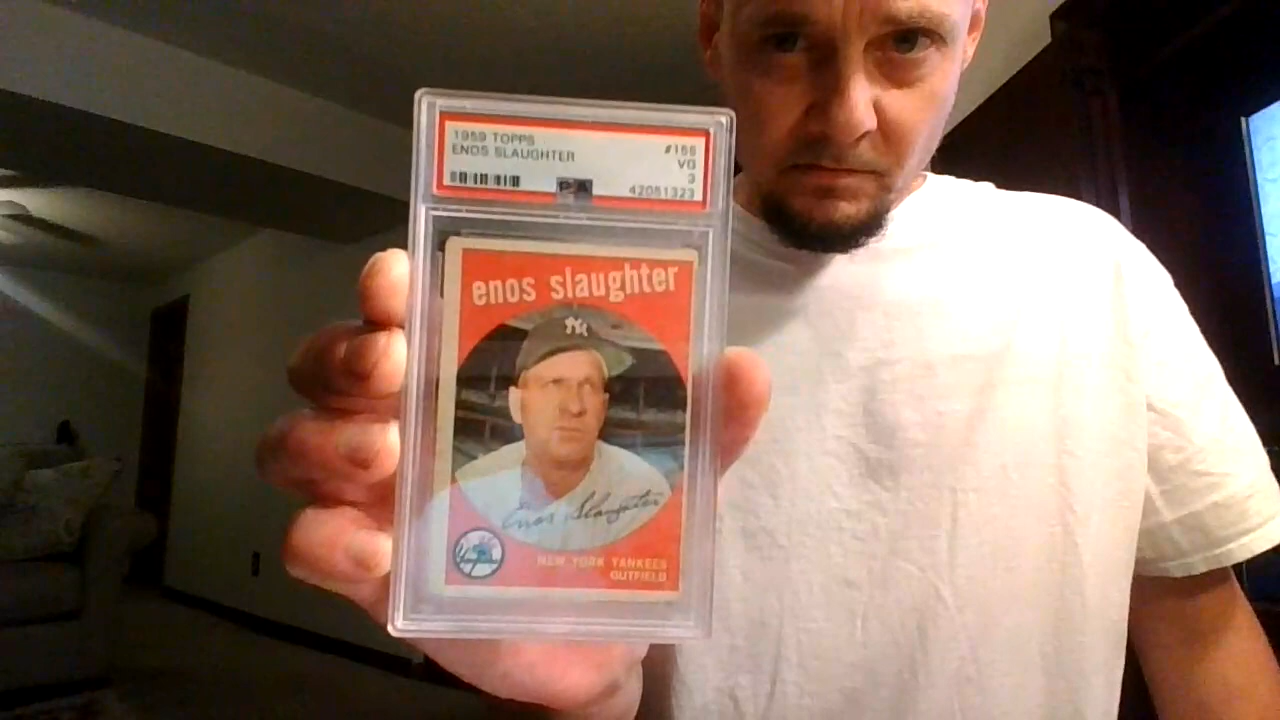 1959 TOPPS
ENOS SLAUGHTER
#155
VG
3
PSA
42051323
enos slaughter
NY
Enos Slaughter
NEW YORK YANKEES
OUTFIELD